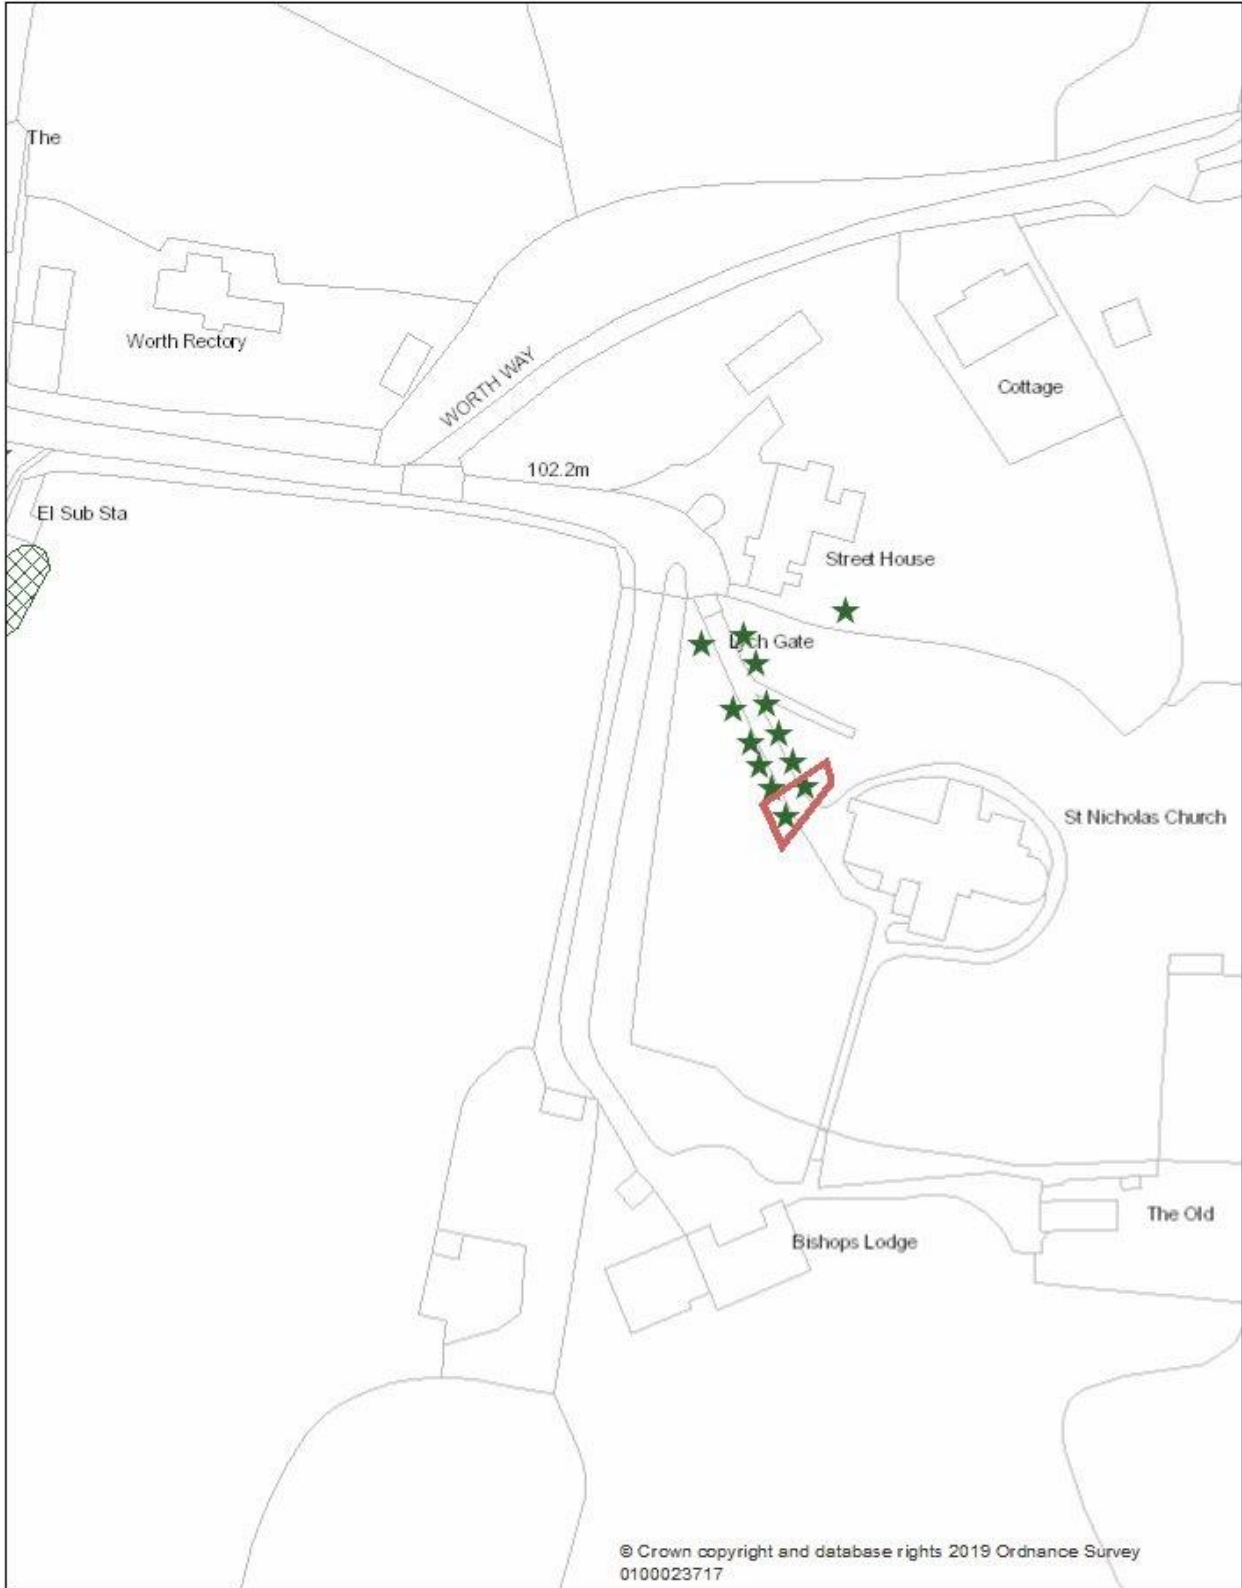 The
Worth Rectory
WORTH WAY
Cottage
102.2m
El Sub Sta
Street House
Lych Gate
St Nicholas Church
The Old
Bishops Lodge
© Crown copyright and database rights 2019 Ordnance Survey
0100023717